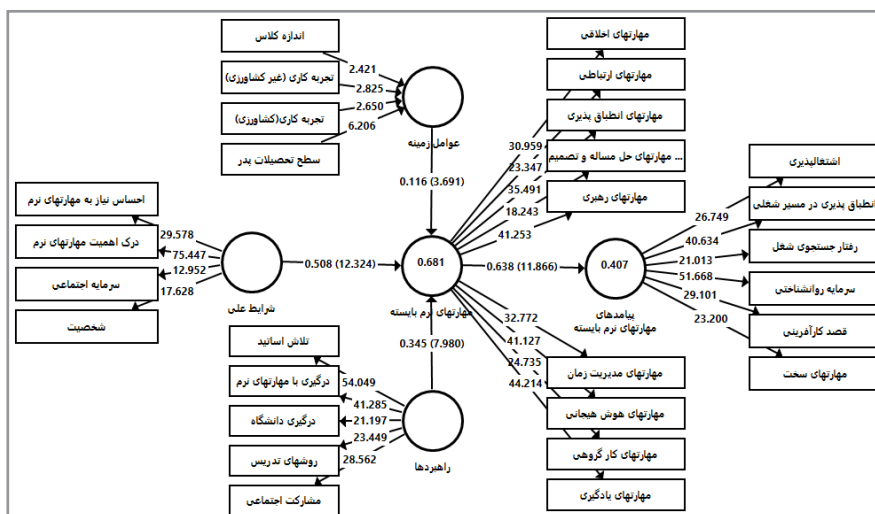 اندازه کلاس
تجربه کاری (غیر کشاورزی)
تجربه کاری(کشاورزی)
سطح تحصیلات پدر
2.421
2.825
2.650
6.206
عوامل زمینه
0.116 (3.691)
مهارتهای اخلاقی
مهارتهای ارتباطی
مهارتهای انطباق پذیری
... مهارتهای حل مساله و تصمیم
مهارتهای رهبری
30.959
23.347
35.491
18.243
41.253
احساس نیاز به مهارتهای نرم
درک اهمیت مهارتهای نرم
سرمایه اجتماعی
شخصیت
29.578
75.447
12.952
17.628
شرایط علی
0.508 (12.324)
0.681
مهارتهای نرم بایسته
0.638 (11.866)
0.407
پیامدهای
مهارتهای نرم بایسته
اشتغالپذیری
انطباق پذیری در مسیر شغلی
رفتار جستجوی شغل
سرمایه روانشناختی
قصد کارآفرینی
مهارتهای سخت
26.749
40.634
21.013
51.668
29.101
23.200
0.345 (7.980)
تلاش اساتید
درگیری با مهارتهای نرم
درگیری دانشگاه
روشهای تدریس
مشارکت اجتماعی
54.049
41.285
21.197
23.449
28.562
راهبردها
32.772
41.127
24.735
44.214
مهارتهای مدیریت زمان
مهارتهای هوش هیجانی
مهارتهای کار گروهی
مهارتهای یادگیری